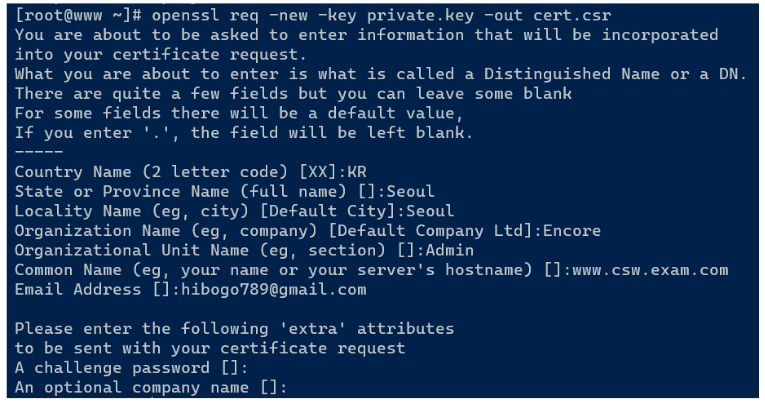 [root@www ~]# openssl req -new -key private.key -out cert.csr
You are about to be asked to enter information that will be incorporated
into your certificate request.
What you are about to enter is what is called a Distinguished Name or a DN.
There are quite a few fields but you can leave some blank
For some fields there will be a default value,
If you enter '.', the field will be left blank.
-----
Country Name (2 letter code) [XX]:KR
State or Province Name (full name) []:Seoul
Locality Name (eg, city) [Default City]:Seoul
Organization Name (eg, company) [Default Company Ltd]:Encore
Organizational Unit Name (eg, section) []:Admin
Common Name (eg, your name or your server's hostname) []:www.csw.exam.com
Email Address []:hibogo789@gmail.com

Please enter the following 'extra' attributes
to be sent with your certificate request
A challenge password []:
An optional company name []: